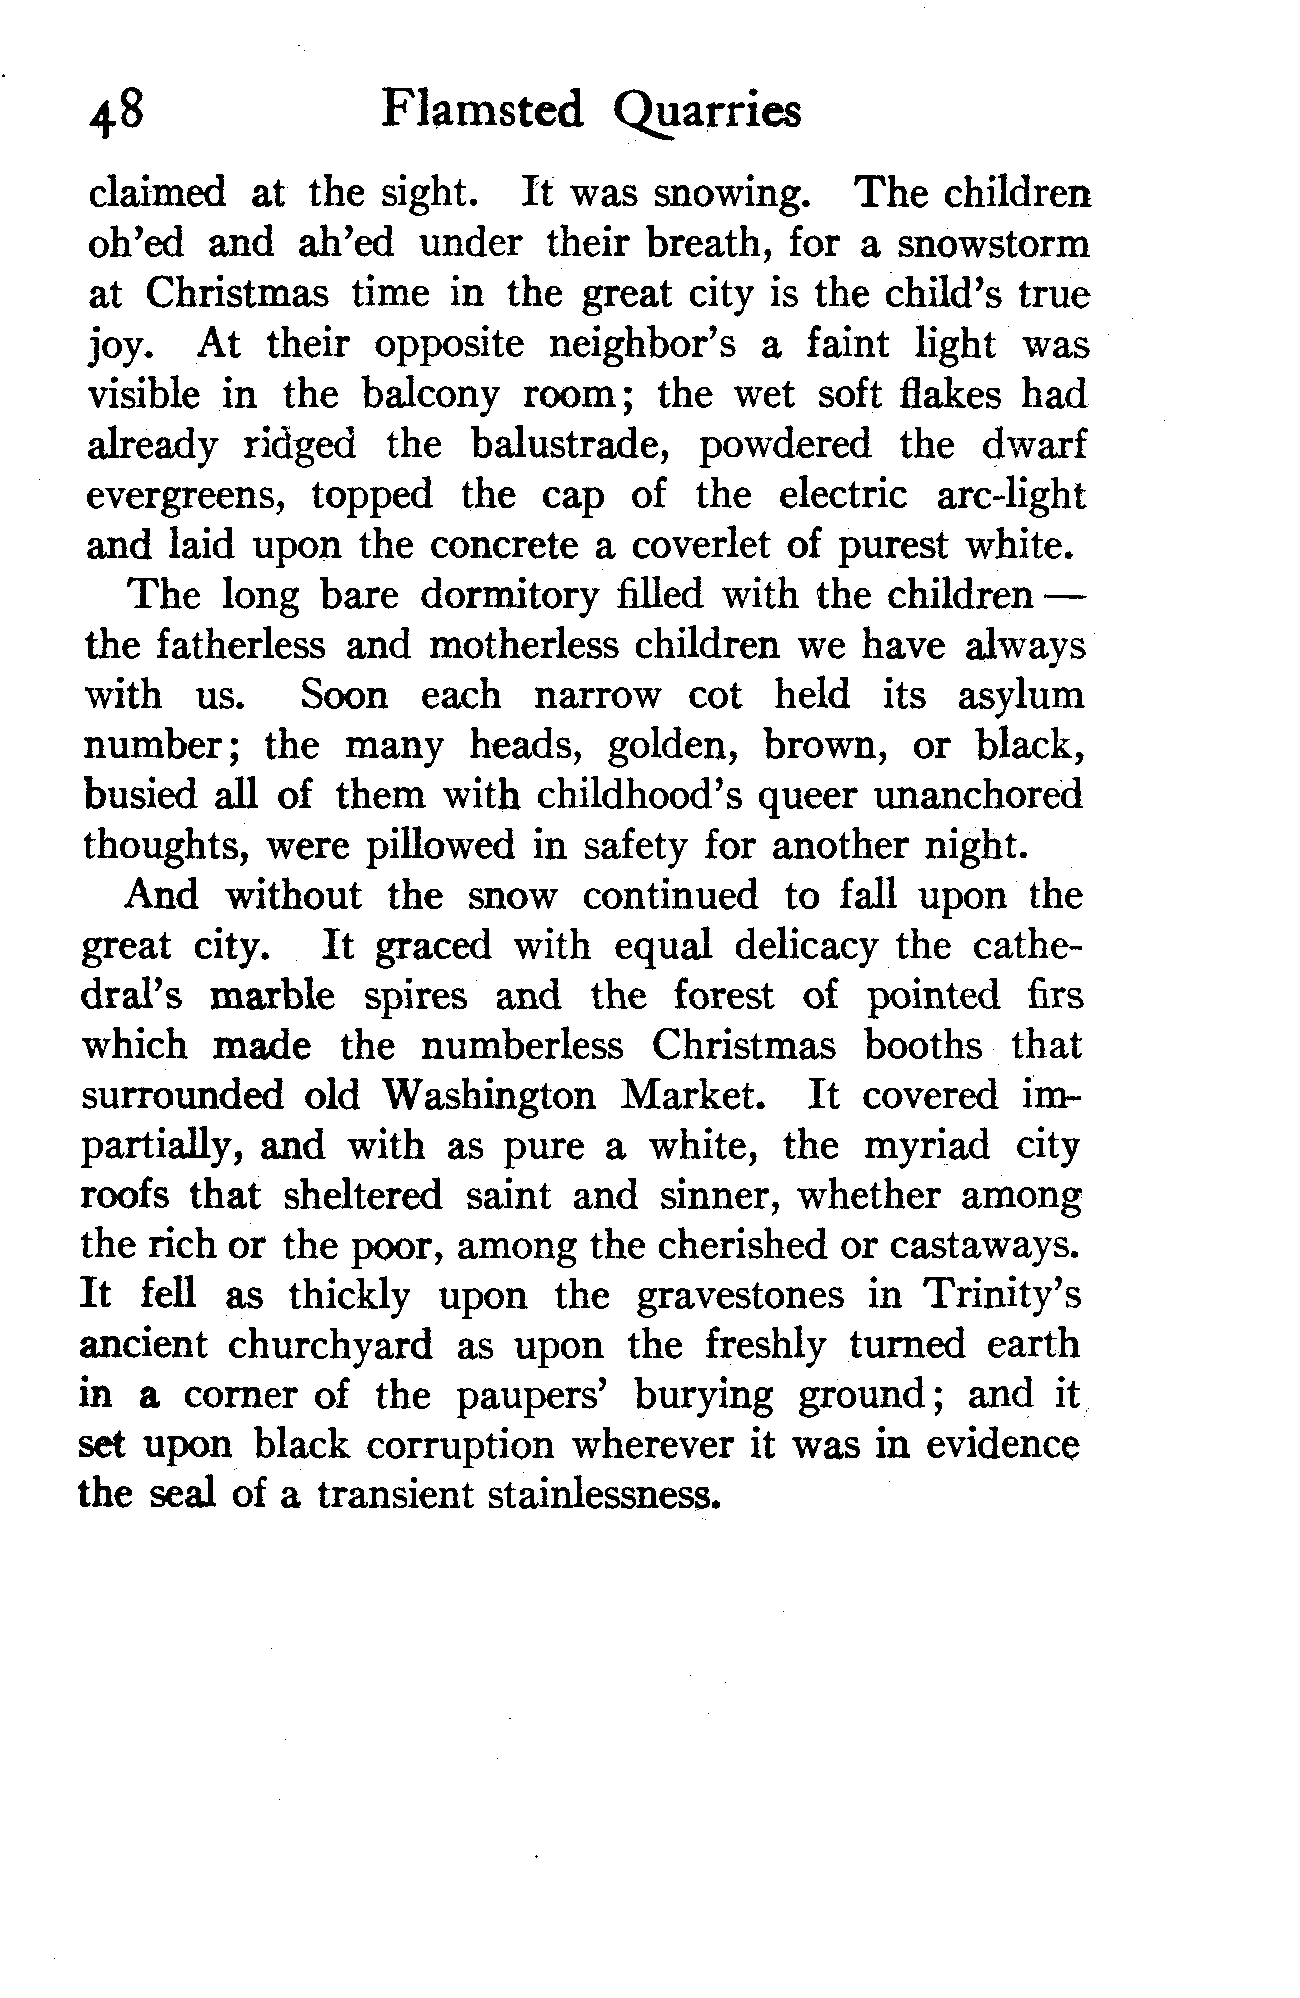 48 Flamsted Quarries
claimed at the sight. It was snowing. The children
oh'ed and ah'ed under their breath, for a snowstorm
at Christmas time in the great city is the child's true
joy. At their opposite neighbor's a faint light was
visible in the balcony room; the wet soft flakes had
already ridged the balustrade, powdered the dwarf
evergreens, topped the cap of the electric arc-light
and laid upon the concrete a coverlet of purest white.
The long bare dormitory filled with the children —
the fatherless and motherless children we have always
with us. Soon each narrow cot held its asylum
number; the many heads, golden, brown, or black,
busied all of them with childhood's queer unanchored
thoughts, were pillowed in safety for another night.
And without the snow continued to fall upon the
great city. It graced with equal delicacy the cathe-
dral's marble spires and the forest of pointed firs
which made the numberless Christmas booths that
surrounded old Washington Market. It covered im-
partially, and with as pure a white, the myriad city
roofs that sheltered saint and sinner, whether among
the rich or the poor, among the cherished or castaways.
It fell as thickly upon the gravestones in Trinity's
ancient churchyard as upon the freshly turned earth
in a corner of the paupers' burying ground; and it
set upon black corruption wherever it was in evidence
the seal of a transient stainlessness.